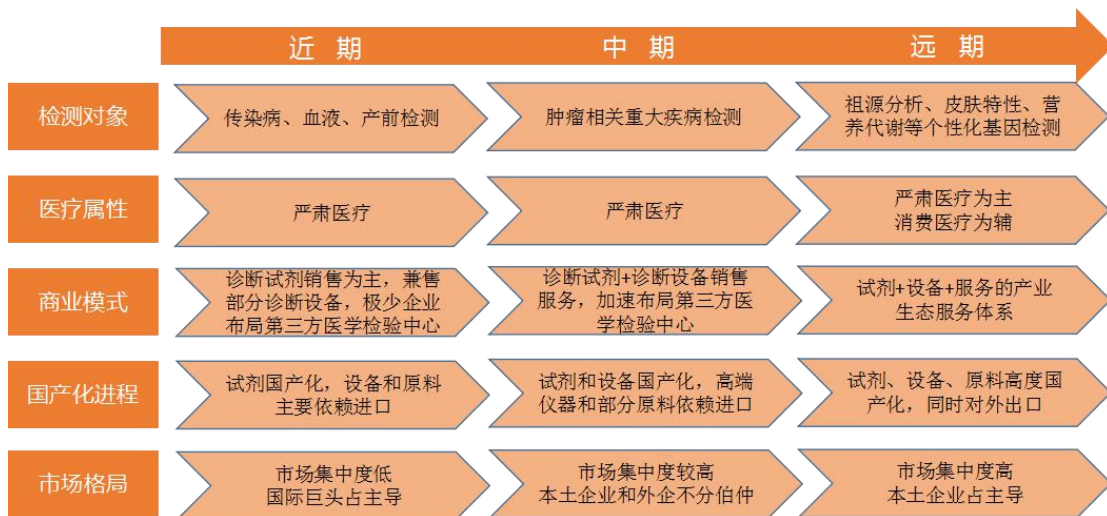 近 期
中 期
远 期
检测对象
传染病、血液、产前检测
肿瘤相关重大疾病检测
祖源分析、皮肤特性、营
养代谢等个性化基因检测
医疗属性
严肃医疗
严肃医疗
严肃医疗为主
消费医疗为辅
商业模式
诊断试剂销售为主，兼售
部分诊断设备，极少企业
布局第三方医学检验中心
诊断试剂+诊断设备销售
服务，加速布局第三方医
学检验中心
试剂+设备+服务的产业
生态服务体系
国产化进程
试剂国产化，设备和原料
主要依赖进口
试剂和设备国产化，高端
仪器和部分原料依赖进口
试剂、设备、原料高度国
产化，同时对外出口
市场格局
市场集中度低
国际巨头占主导
市场集中度较高
本土企业和外企不分伯仲
市场集中度高
本土企业占主导